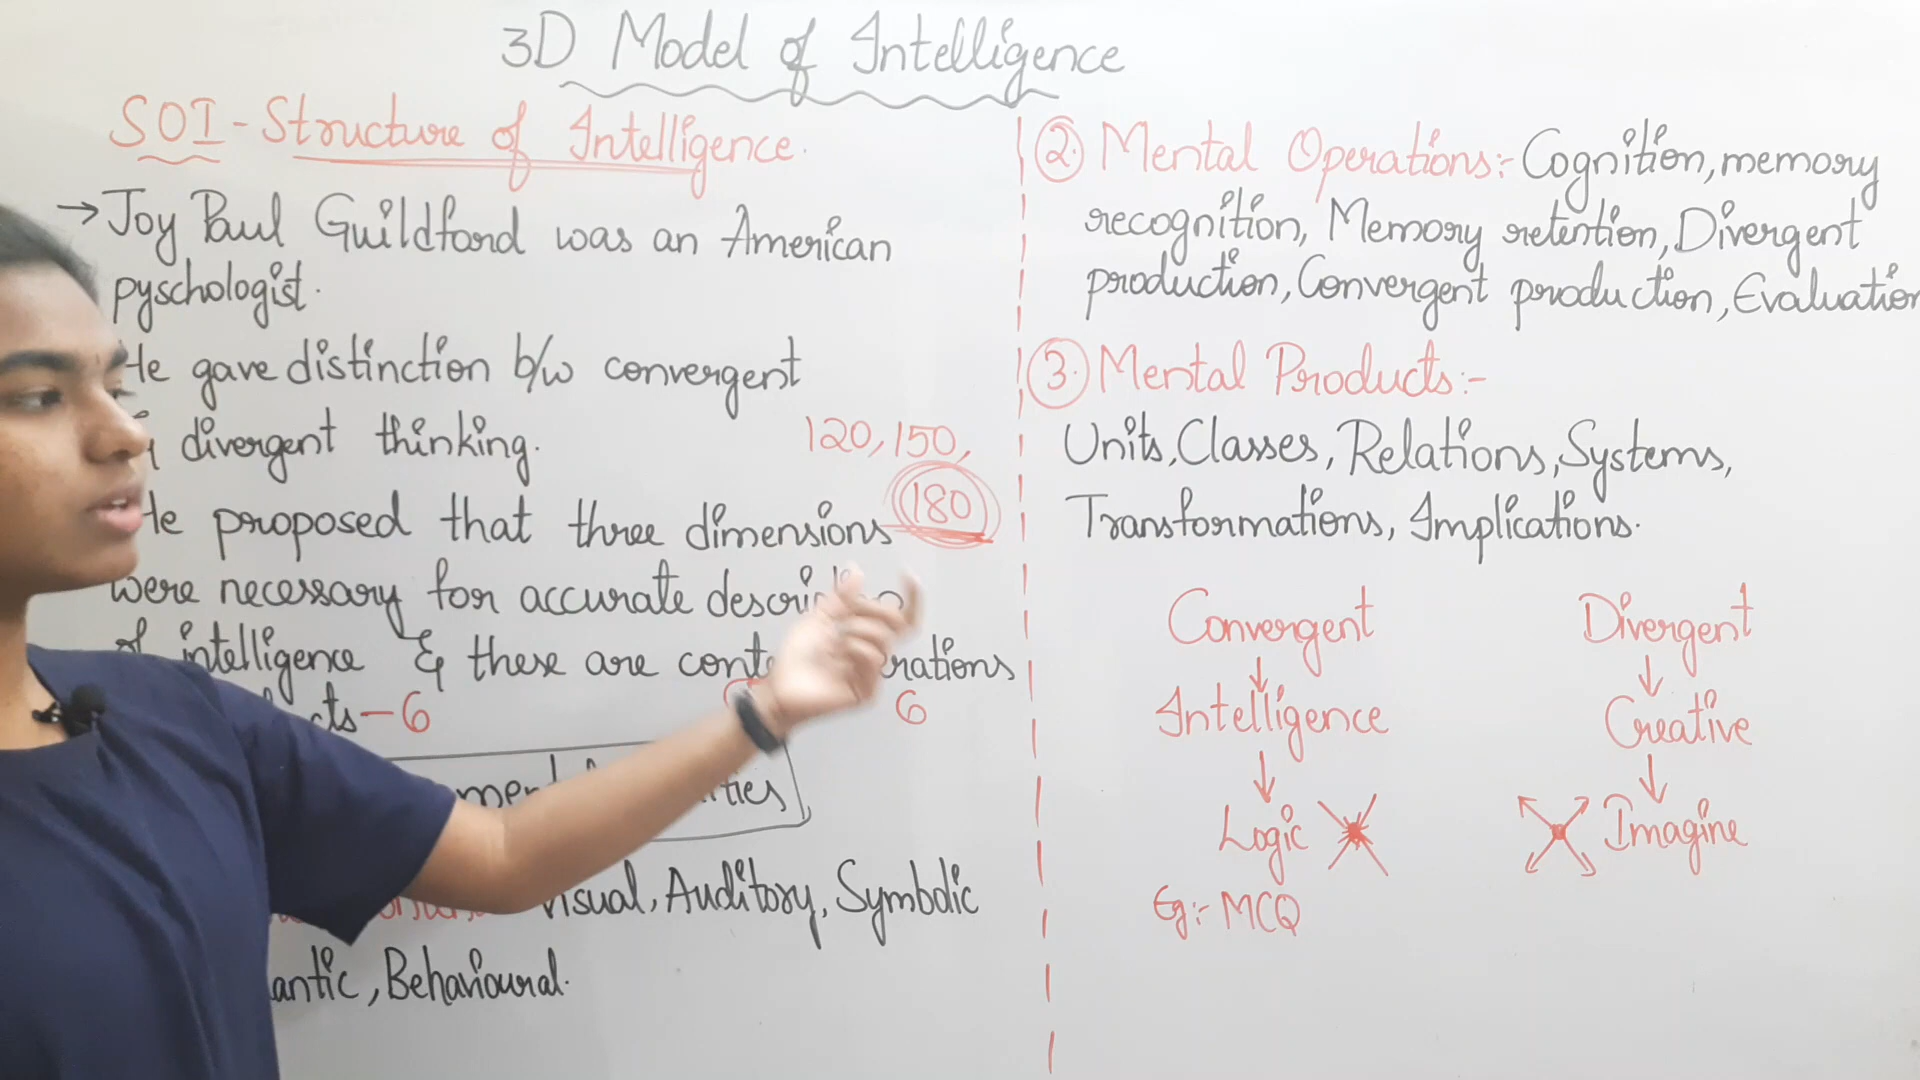 3D Model of Intelligence
SOI - Structure of Intelligence.
→ Joy Paul Guildford was an American
pyschologist.
He gave distinction b/w convergent
divergent thinking.
120, 150,
180
He proposed that three dimensions
were necessary for accurate
of intelligence & these are
- 6
6
Visual, Auditory, Symbolic
, Behavioural.
② Mental Operations:- Cognition, memory
recognition, Memory retention, Divergent
production, Convergent production, Evaluation
③ Mental Products:-
Units, Classes, Relations, Systems,
Transformations, Implications.
Convergent
↓
Intelligence
↓
Logic
Eg:- MCQ
Divergent
↓
Creative
↓
Imagine